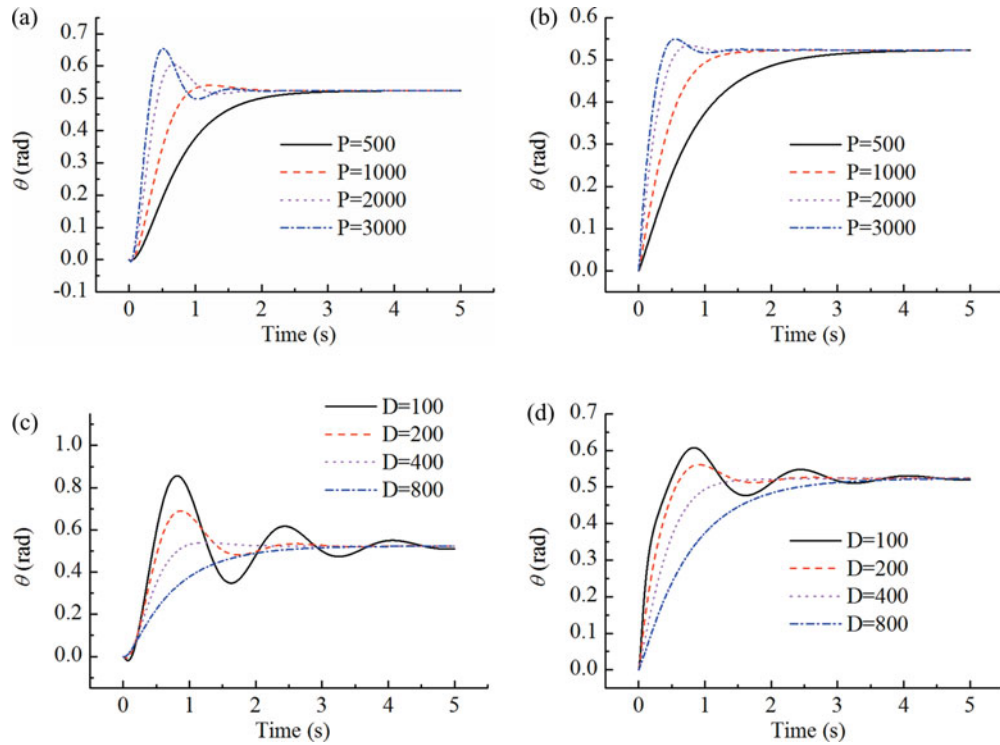 (a)
0.7
0.6
0.5
0.4
0.3
0.2
0.1
0.0
-0.1
θ (rad)
P=500
P=1000
P=2000
P=3000
0 1 2 3 4 5
Time (s)
(b)
0.6
0.5
0.4
0.3
0.2
0.1
0.0
θ (rad)
P=500
P=1000
P=2000
P=3000
0 1 2 3 4 5
Time (s)
(c)
1.0
0.8
0.6
0.4
0.2
0.0
θ (rad)
D=100
D=200
D=400
D=800
0 1 2 3 4 5
Time (s)
(d)
0.7
0.6
0.5
0.4
0.3
0.2
0.1
0.0
θ (rad)
D=100
D=200
D=400
D=800
0 1 2 3 4 5
Time (s)